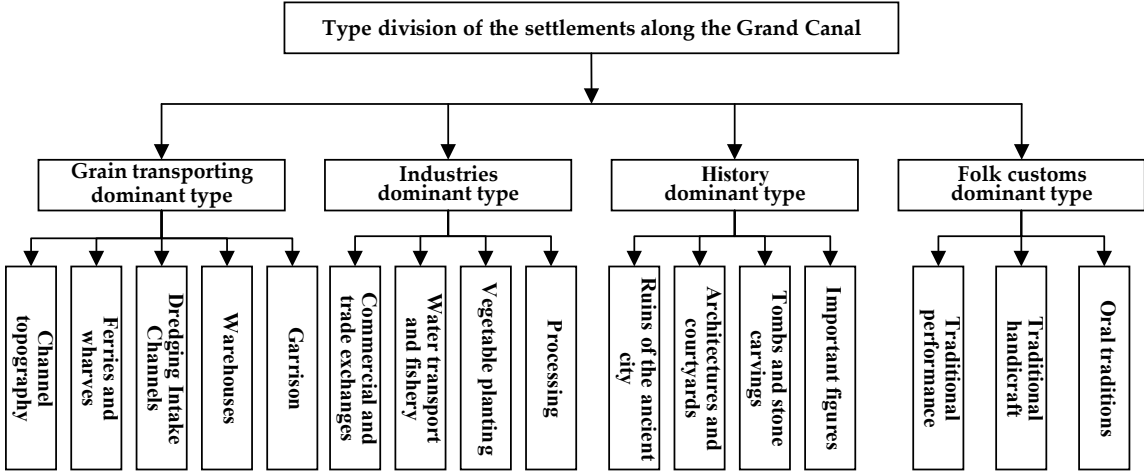 Type division of the settlements along the Grand Canal
Grain transporting
dominant type
Industries
dominant type
History
dominant type
Folk customs
dominant type
Channel
topography
Ferries and
wharves
Dredging Intake
Channels
Warehouses
Garrison
Commercial and
trade exchanges
Water transport
and fishery
Vegetable planting
Processing
Ruins of the ancient
city
Architectures and
courtyards
Tombs and stone
carvings
Important figures
Traditional
performance
Traditional
handicraft
Oral traditions